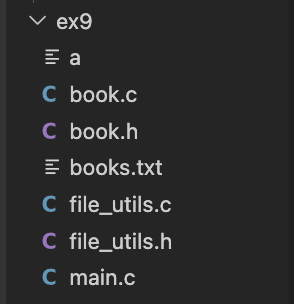 ex9
a
C book.c
C book.h
books.txt
C file_utils.c
C file_utils.h
C main.c